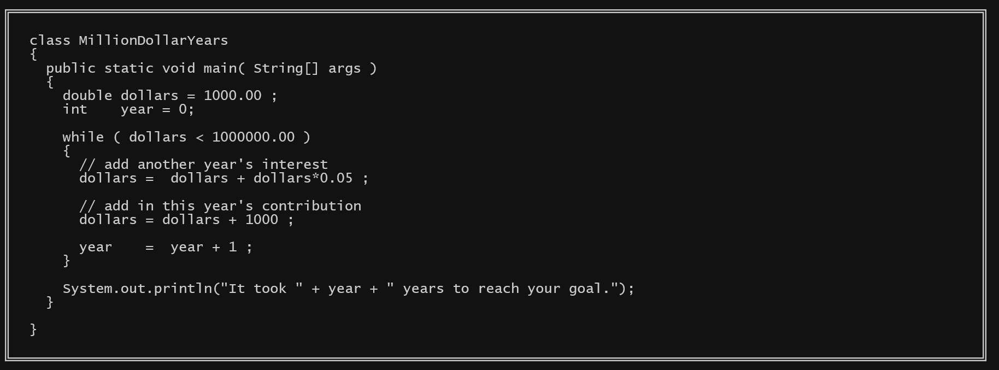 class MillionDollarYears
{
  public static void main( String[] args )
  {
    double dollars = 1000.00 ;
    int    year = 0;

    while ( dollars < 1000000.00 )
    {
      // add another year's interest
      dollars =  dollars + dollars*0.05 ;

      // add in this year's contribution
      dollars = dollars + 1000 ;

      year    =  year + 1 ;
    }

    System.out.println("It took " + year + " years to reach your goal.");
  }

}